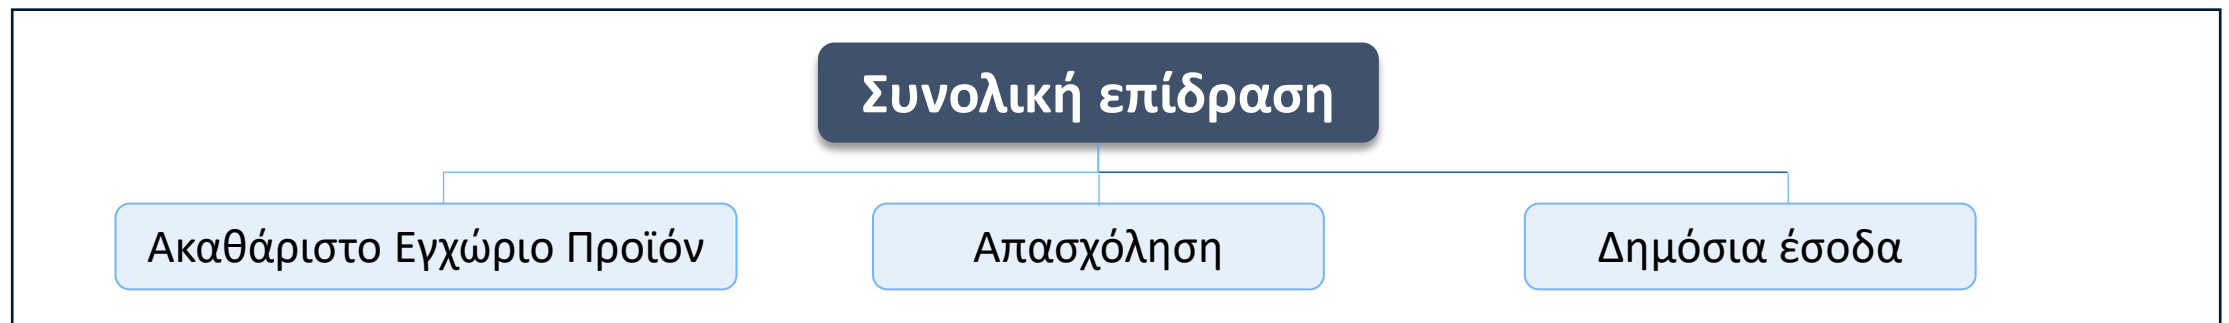 Συνολική επίδραση
Ακαθάριστο Εγχώριο Προϊόν
Απασχόληση
Δημόσια έσοδα